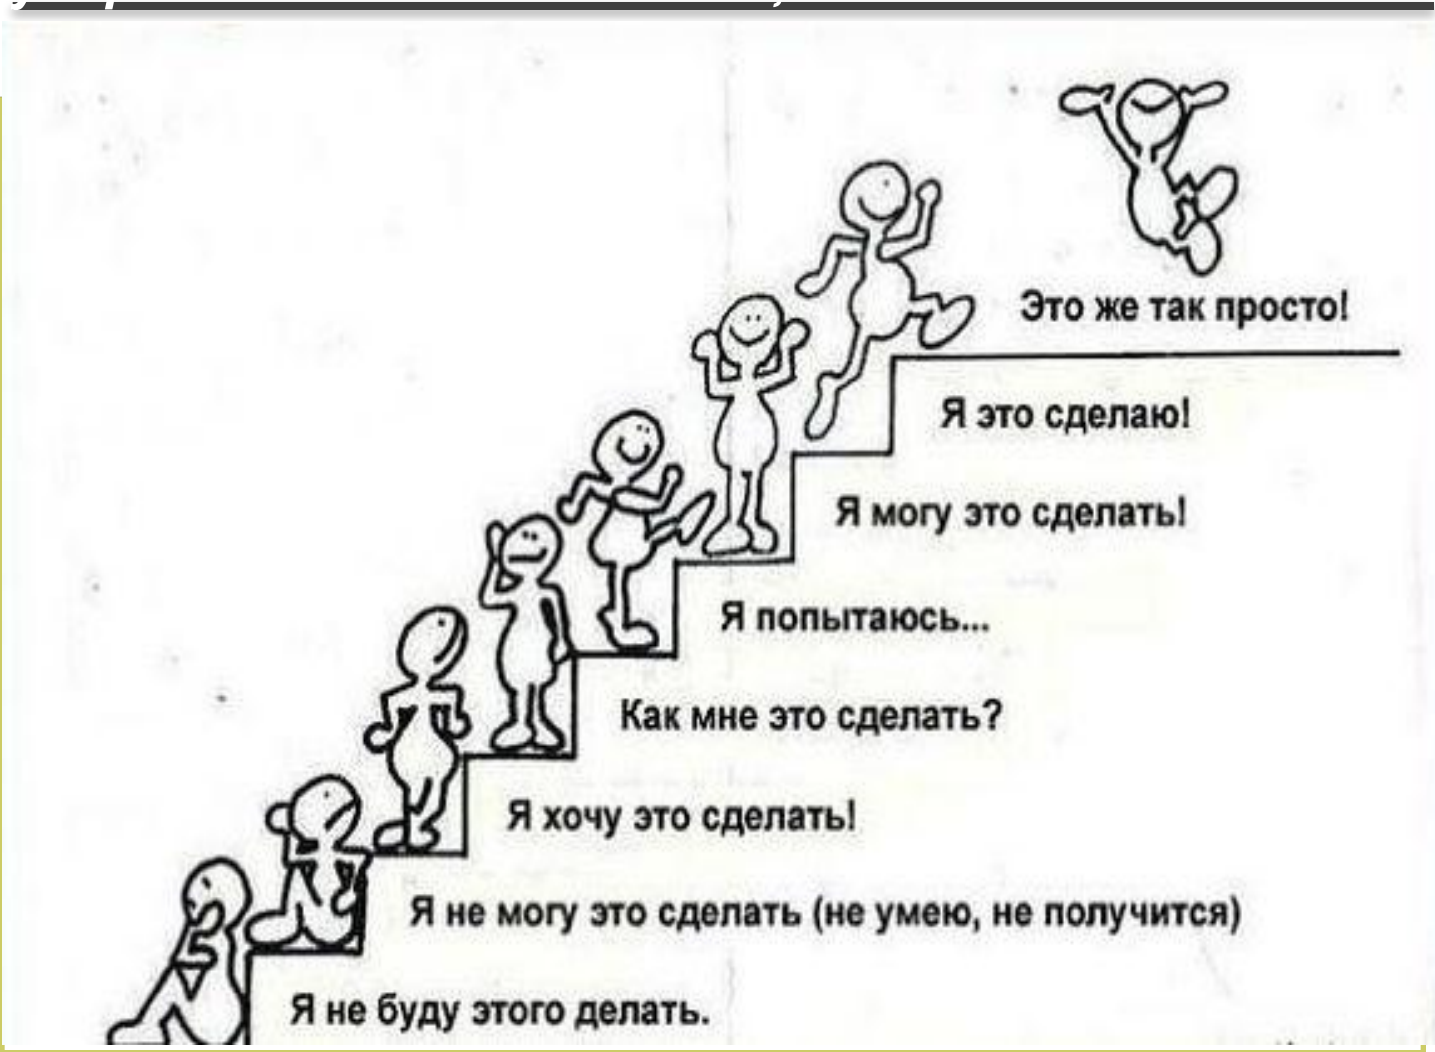 Это же так просто!
Я это сделаю!
Я могу это сделать!
Я попытаюсь...
Как мне это сделать?
Я хочу это сделать!
Я не могу это сделать (не умею, не получится)
Я не буду этого делать.